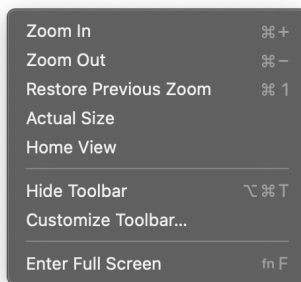 Zoom In ⌘+
Zoom Out ⌘−
Restore Previous Zoom ⌘ 1
Actual Size
Home View
Hide Toolbar ⌥⌘T
Customize Toolbar...
Enter Full Screen fn F